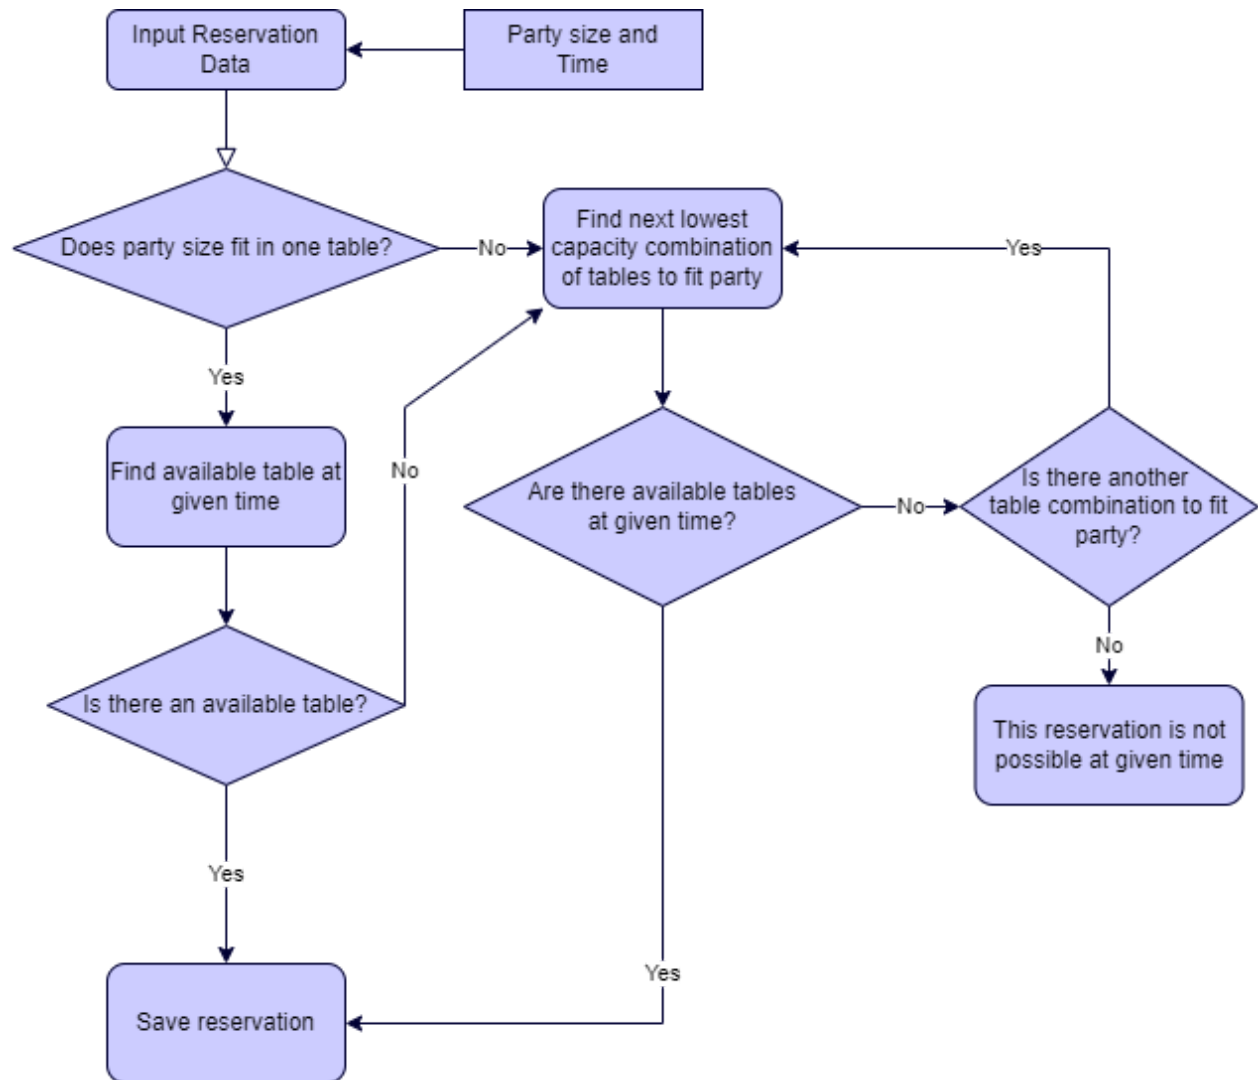 Input Reservation
Data
Party size and
Time
Does party size fit in one table?
No
Find next lowest
capacity combination
of tables to fit party
Yes
Yes
Find available table at
given time
No
Are there available tables
at given time?
No
Is there another
table combination to fit
party?
No
Is there an available table?
This reservation is not
possible at given time
Yes
Yes
Save reservation